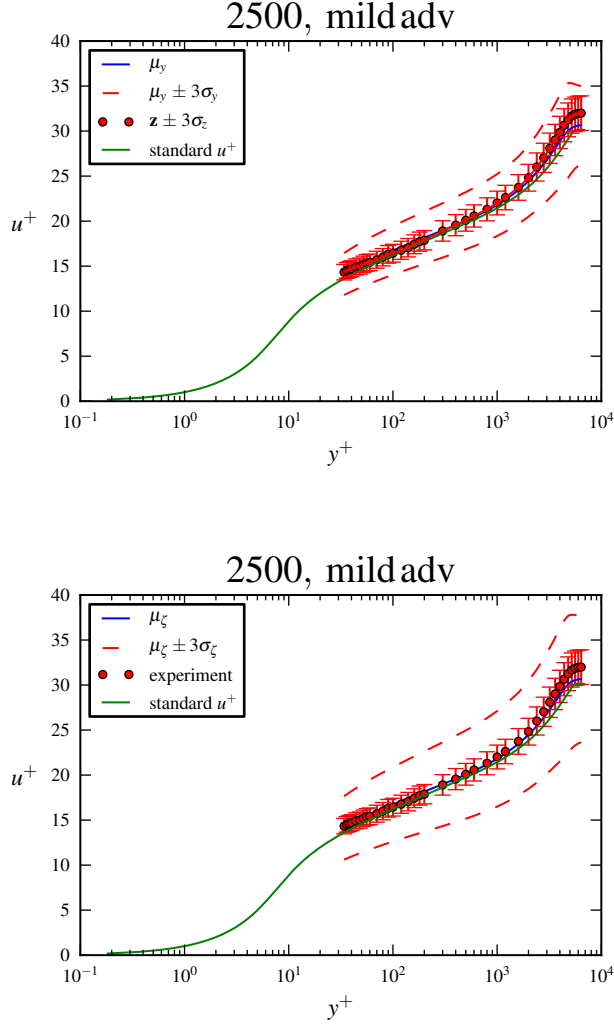 2500, mild adv
40
35
30
25
20
15
10
5
0
u⁺
μ_y
μ_y ± 3σ_y
z ± 3σ_z
standard u⁺
10⁻¹ 10⁰ 10¹ 10² 10³ 10⁴
y⁺
2500, mild adv
40
35
30
25
20
15
10
5
0
u⁺
μ_ζ
μ_ζ ± 3σ_ζ
experiment
standard u⁺
10⁻¹ 10⁰ 10¹ 10² 10³ 10⁴
y⁺